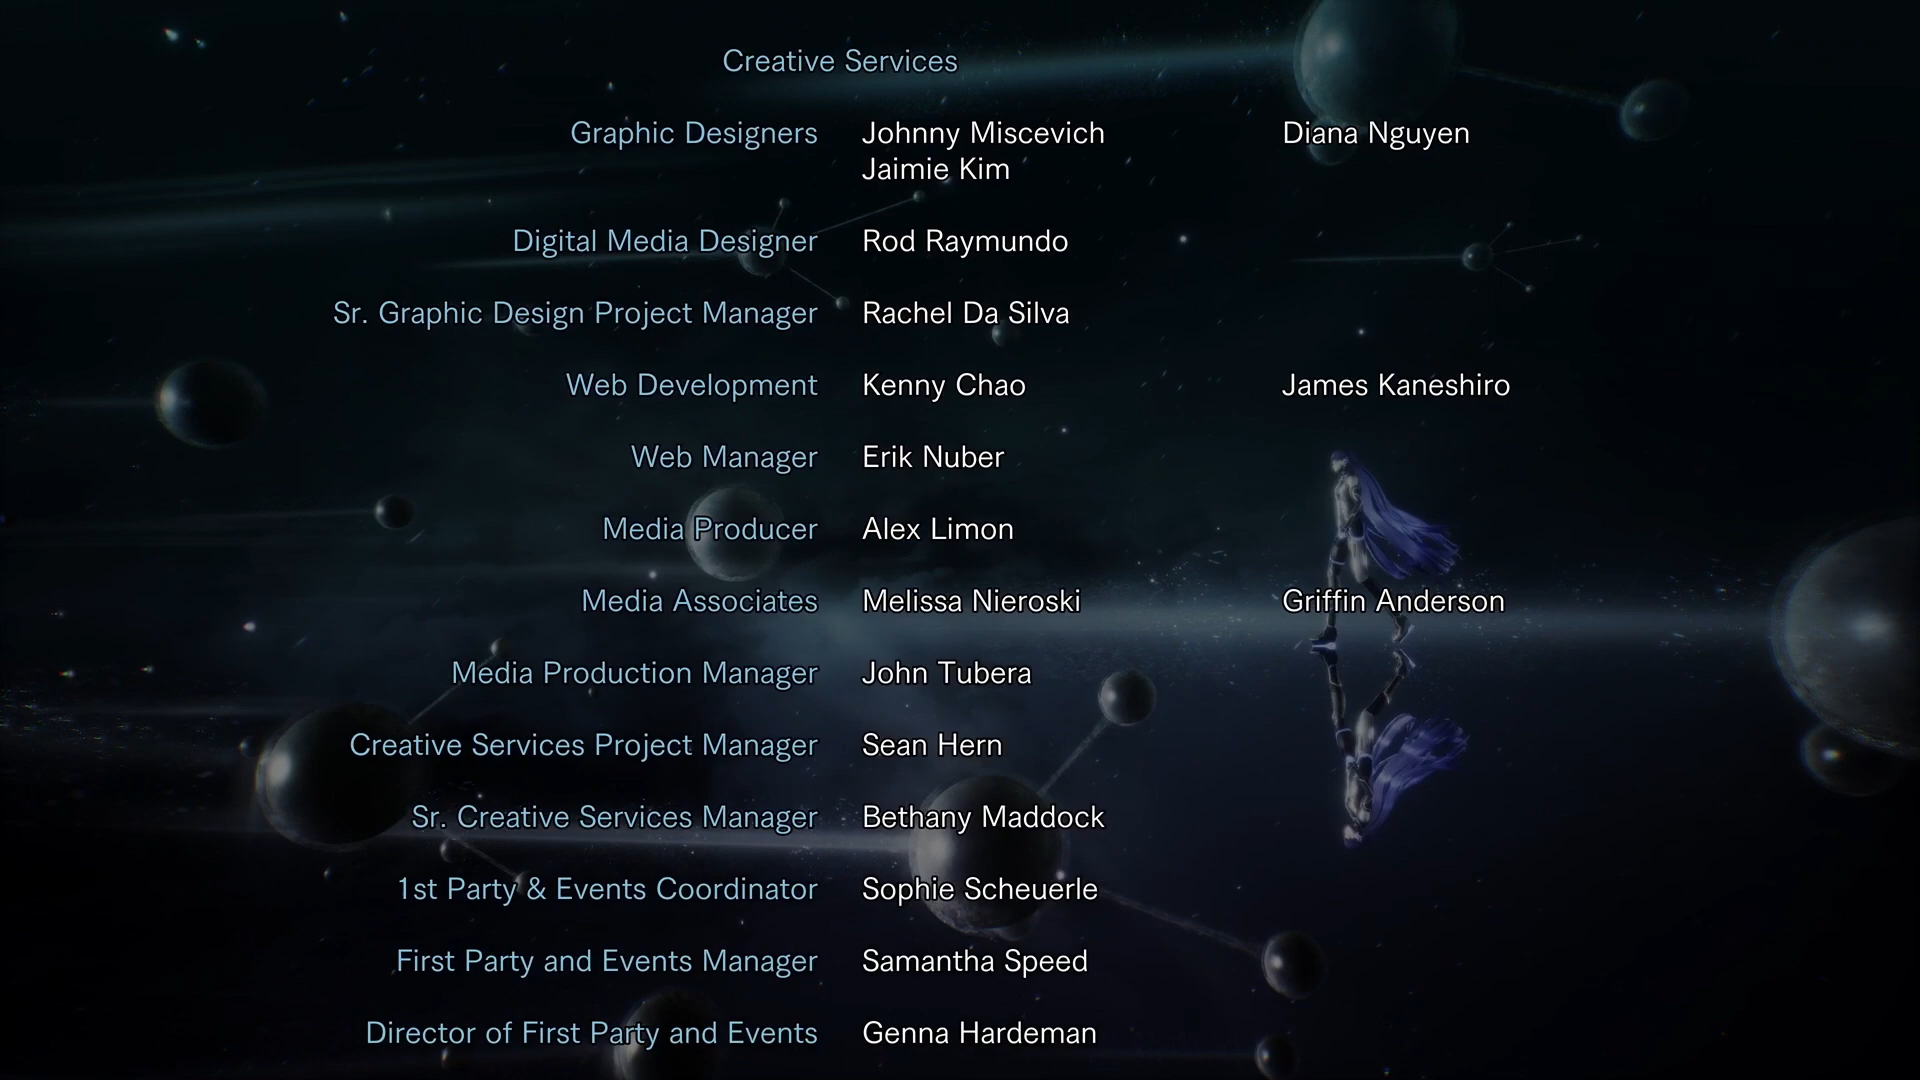 Creative Services
Graphic Designers Johnny Miscevich Diana Nguyen
Jaimie Kim
Digital Media Designer Rod Raymundo
Sr. Graphic Design Project Manager Rachel Da Silva
Web Development Kenny Chao James Kaneshiro
Web Manager Erik Nuber
Media Producer Alex Limon
Media Associates Melissa Nieroski Griffin Anderson
Media Production Manager John Tubera
Creative Services Project Manager Sean Hern
Sr. Creative Services Manager Bethany Maddock
1st Party & Events Coordinator Sophie Scheuerle
First Party and Events Manager Samantha Speed
Director of First Party and Events Genna Hardeman